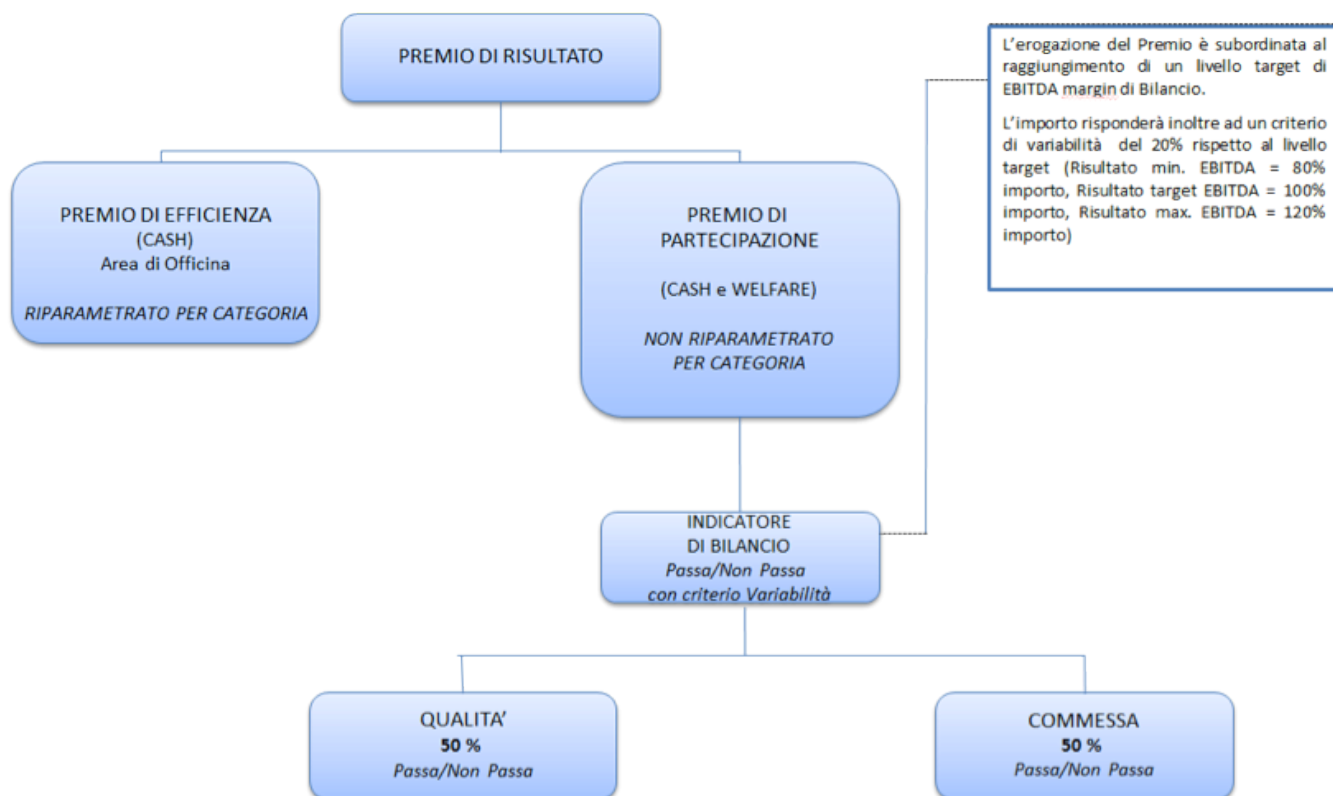 PREMIO DI RISULTATO
L'erogazione del Premio è subordinata al
raggiungimento di un livello target di
EBITDA margin di Bilancio.
L'importo risponderà inoltre ad un criterio
di variabilità del 20% rispetto al livello
target (Risultato min. EBITDA = 80%
importo, Risultato target EBITDA = 100%
importo, Risultato max. EBITDA = 120%
importo)
PREMIO DI EFFICIENZA
(CASH)
Area di Officina
RIPARAMETRATO PER CATEGORIA
PREMIO DI
PARTECIPAZIONE
(CASH e WELFARE)
NON RIPARAMETRATO
PER CATEGORIA
INDICATORE
DI BILANCIO
Passa/Non Passa
con criterio Variabilità
QUALITA'
50 %
Passa/Non Passa
COMMESSA
50 %
Passa/Non Passa